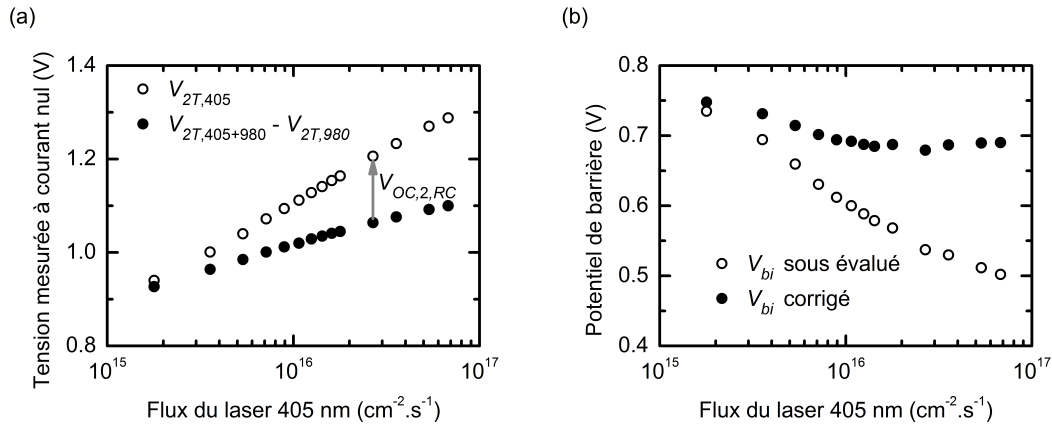 (a)
Tension mesurée à courant nul (V)
1.4
1.2
1.0
0.8
V2T,405
V2T,405+980 - V2T,980
VOC,2,RC
10^15
10^16
10^17
Flux du laser 405 nm (cm^-2.s^-1)
(b)
Potentiel de barrière (V)
0.8
0.7
0.6
0.5
0.4
Vbi sous évalué
Vbi corrigé
10^15
10^16
10^17
Flux du laser 405 nm (cm^-2.s^-1)